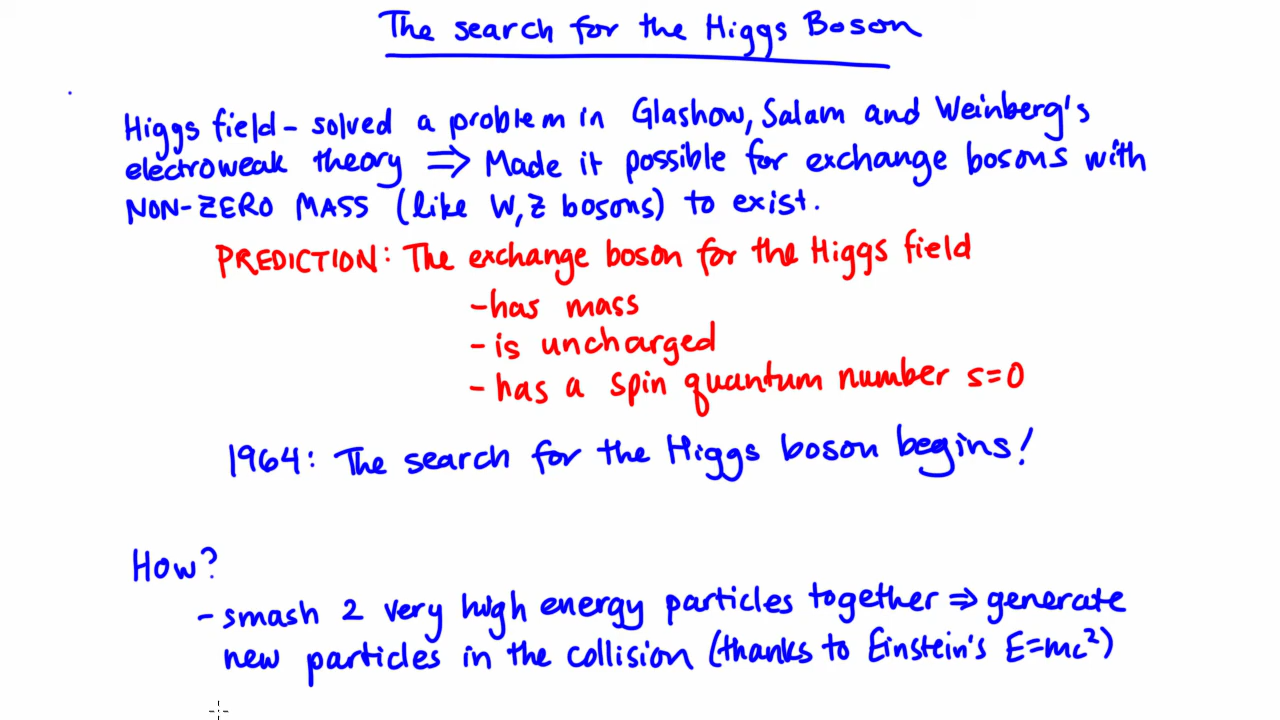 The search for the Higgs Boson
Higgs field - solved a problem in Glashow, Salam and Weinberg's
electroweak theory ⇒ Made it possible for exchange bosons with
NON-ZERO MASS (like W,Z bosons) to exist.
PREDICTION: The exchange boson for the Higgs field
- has mass
- is uncharged
- has a spin quantum number s=0
1964: The search for the Higgs boson begins!
How?
- smash 2 very high energy particles together ⇒ generate
new particles in the collision (thanks to Einstein's E=mc²)